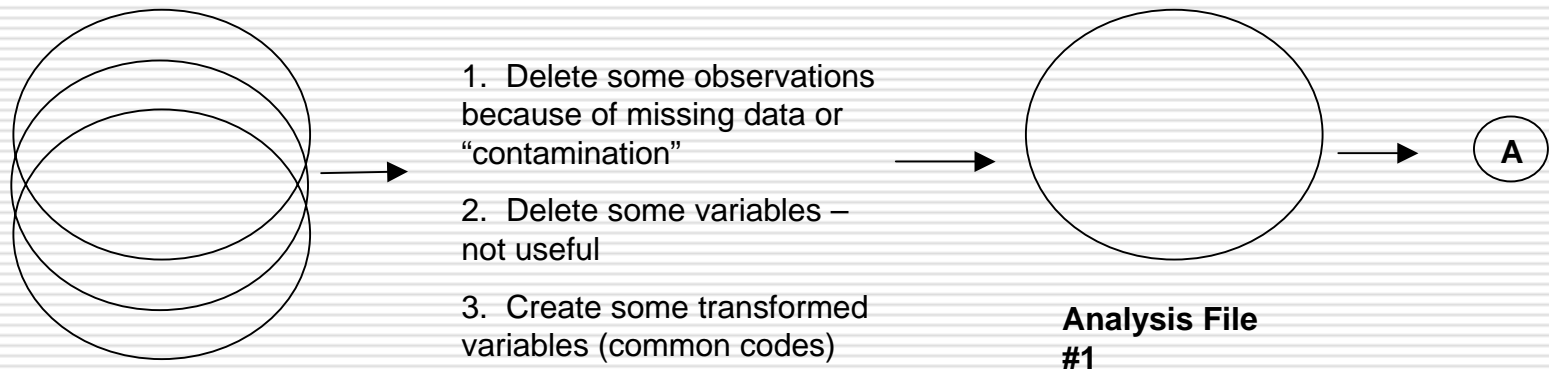 1. Delete some observations
because of missing data or
“contamination”
2. Delete some variables –
not useful
3. Create some transformed
variables (common codes)
Analysis File
#1
A